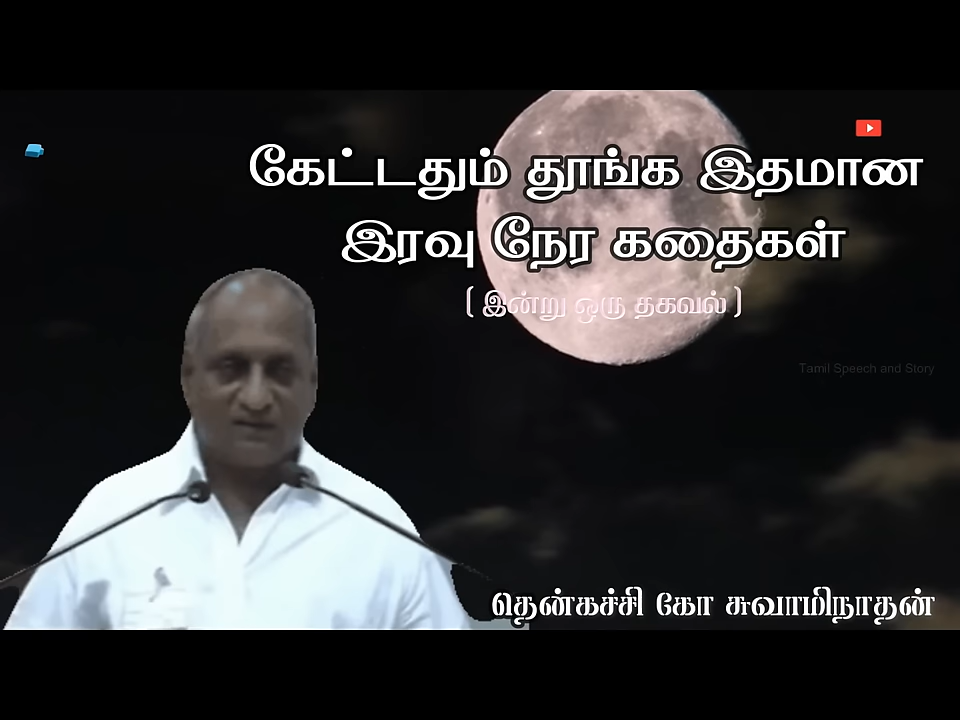 கேட்டதும் தூங்க இதமான
இரவு நேர கதைகள்
( இன்று ஒரு தகவல் )
Tamil Speech and Story
தென்கச்சி கோ சுவாமிநாதன்